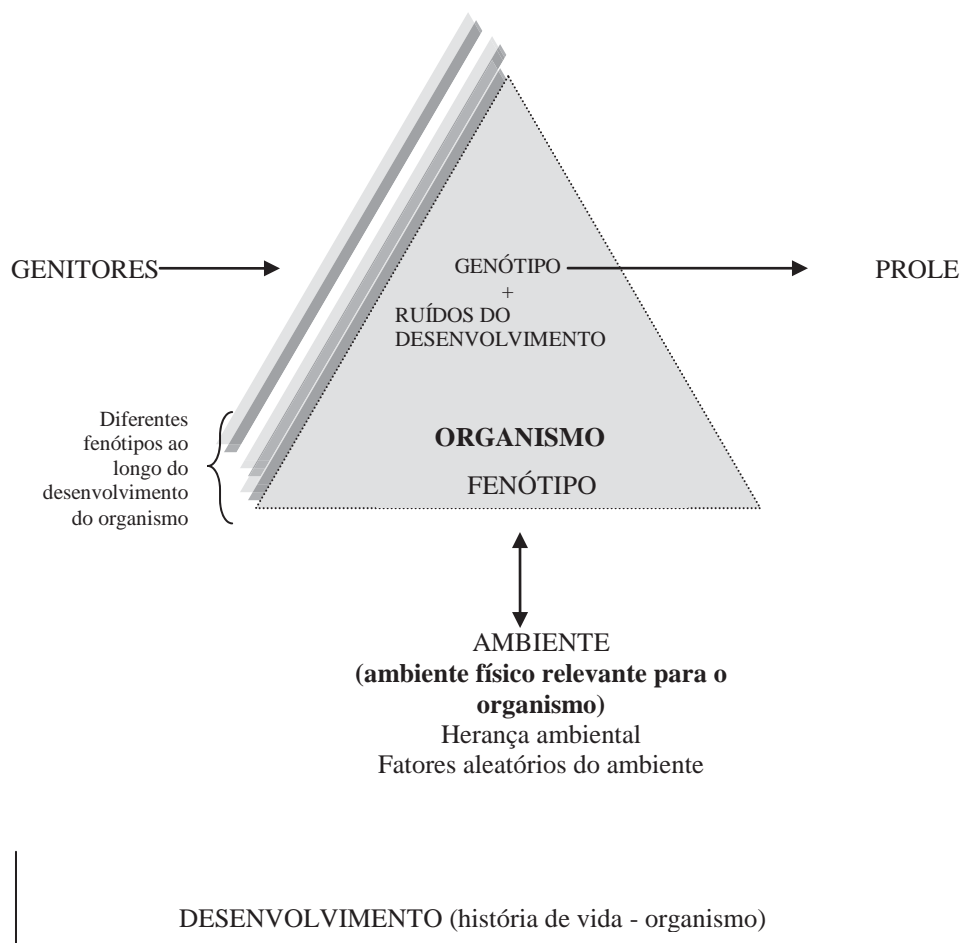 GENITORES
GENÓTIPO
PROLE
+
RUÍDOS DO
DESENVOLVIMENTO
Diferentes
fenótipos ao
longo do
desenvolvimento
do organismo
ORGANISMO
FENÓTIPO
AMBIENTE
(ambiente físico relevante para o
organismo)
Herança ambiental
Fatores aleatórios do ambiente
DESENVOLVIMENTO (história de vida - organismo)